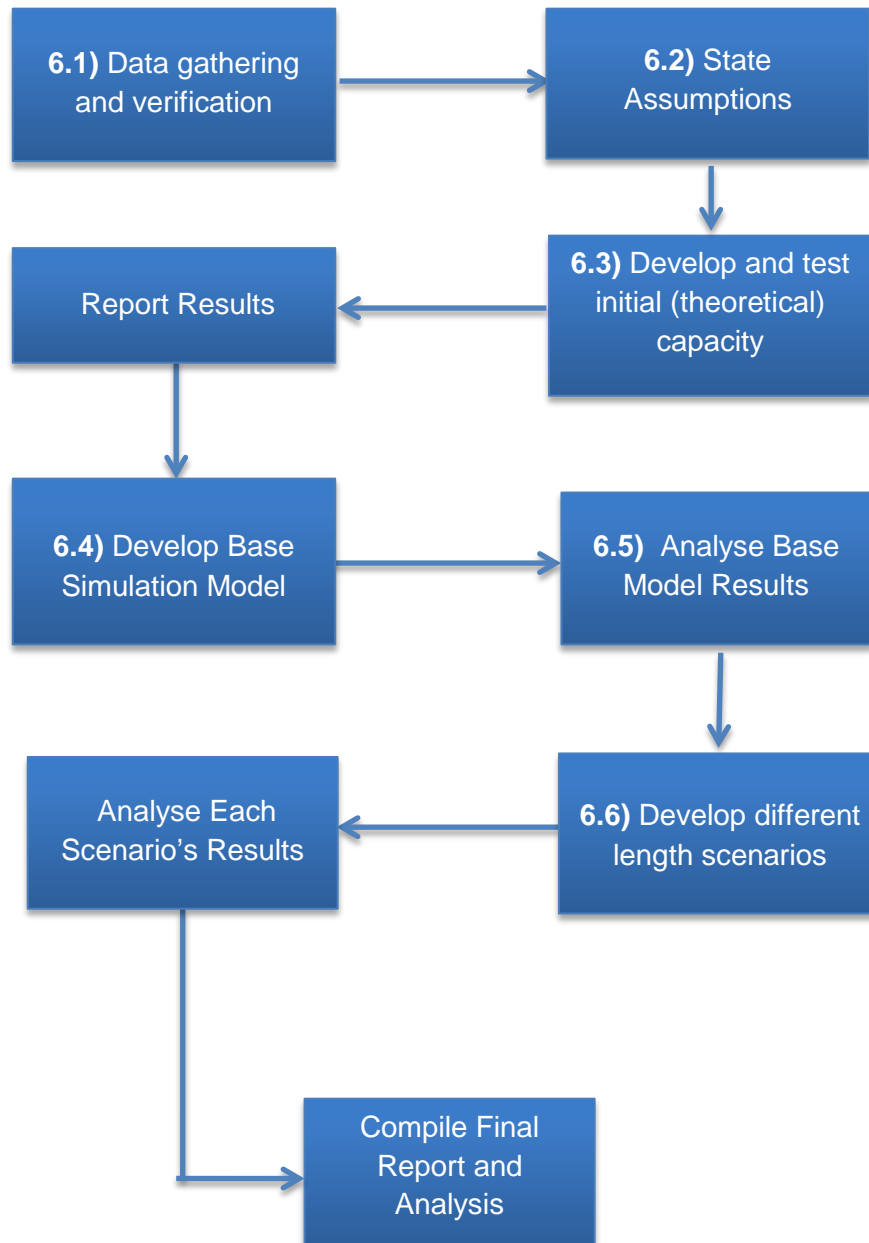 6.1) Data gathering
and verification
6.2) State
Assumptions
6.3) Develop and test
initial (theoretical)
capacity
Report Results
6.4) Develop Base
Simulation Model
6.5) Analyse Base
Model Results
6.6) Develop different
length scenarios
Analyse Each
Scenario’s Results
Compile Final
Report and
Analysis